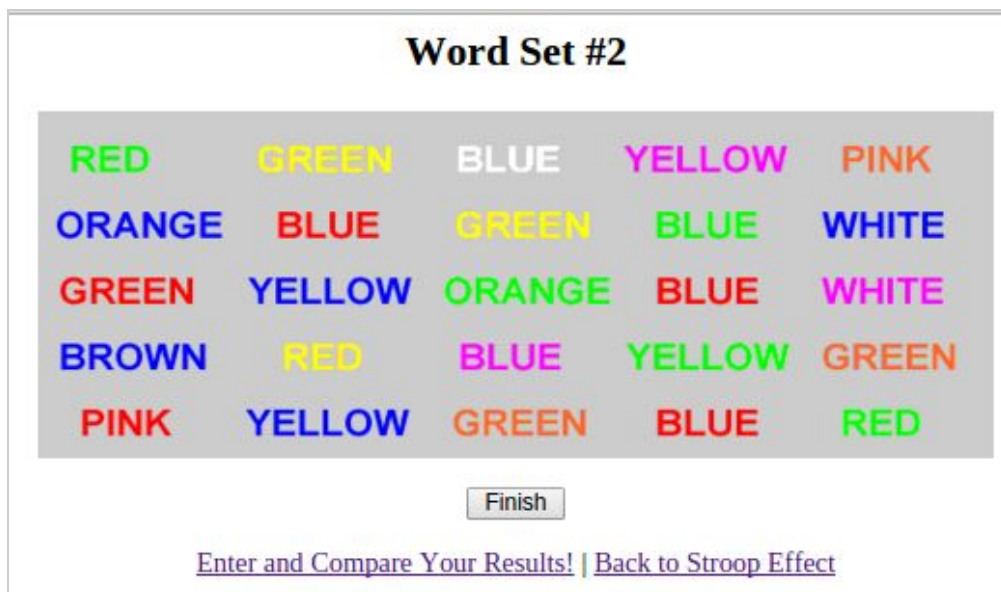 Word Set #2
RED GREEN BLUE YELLOW PINK
ORANGE BLUE GREEN BLUE WHITE
GREEN YELLOW ORANGE BLUE WHITE
BROWN RED BLUE YELLOW GREEN
PINK YELLOW GREEN BLUE RED
Finish
Enter and Compare Your Results! | Back to Stroop Effect